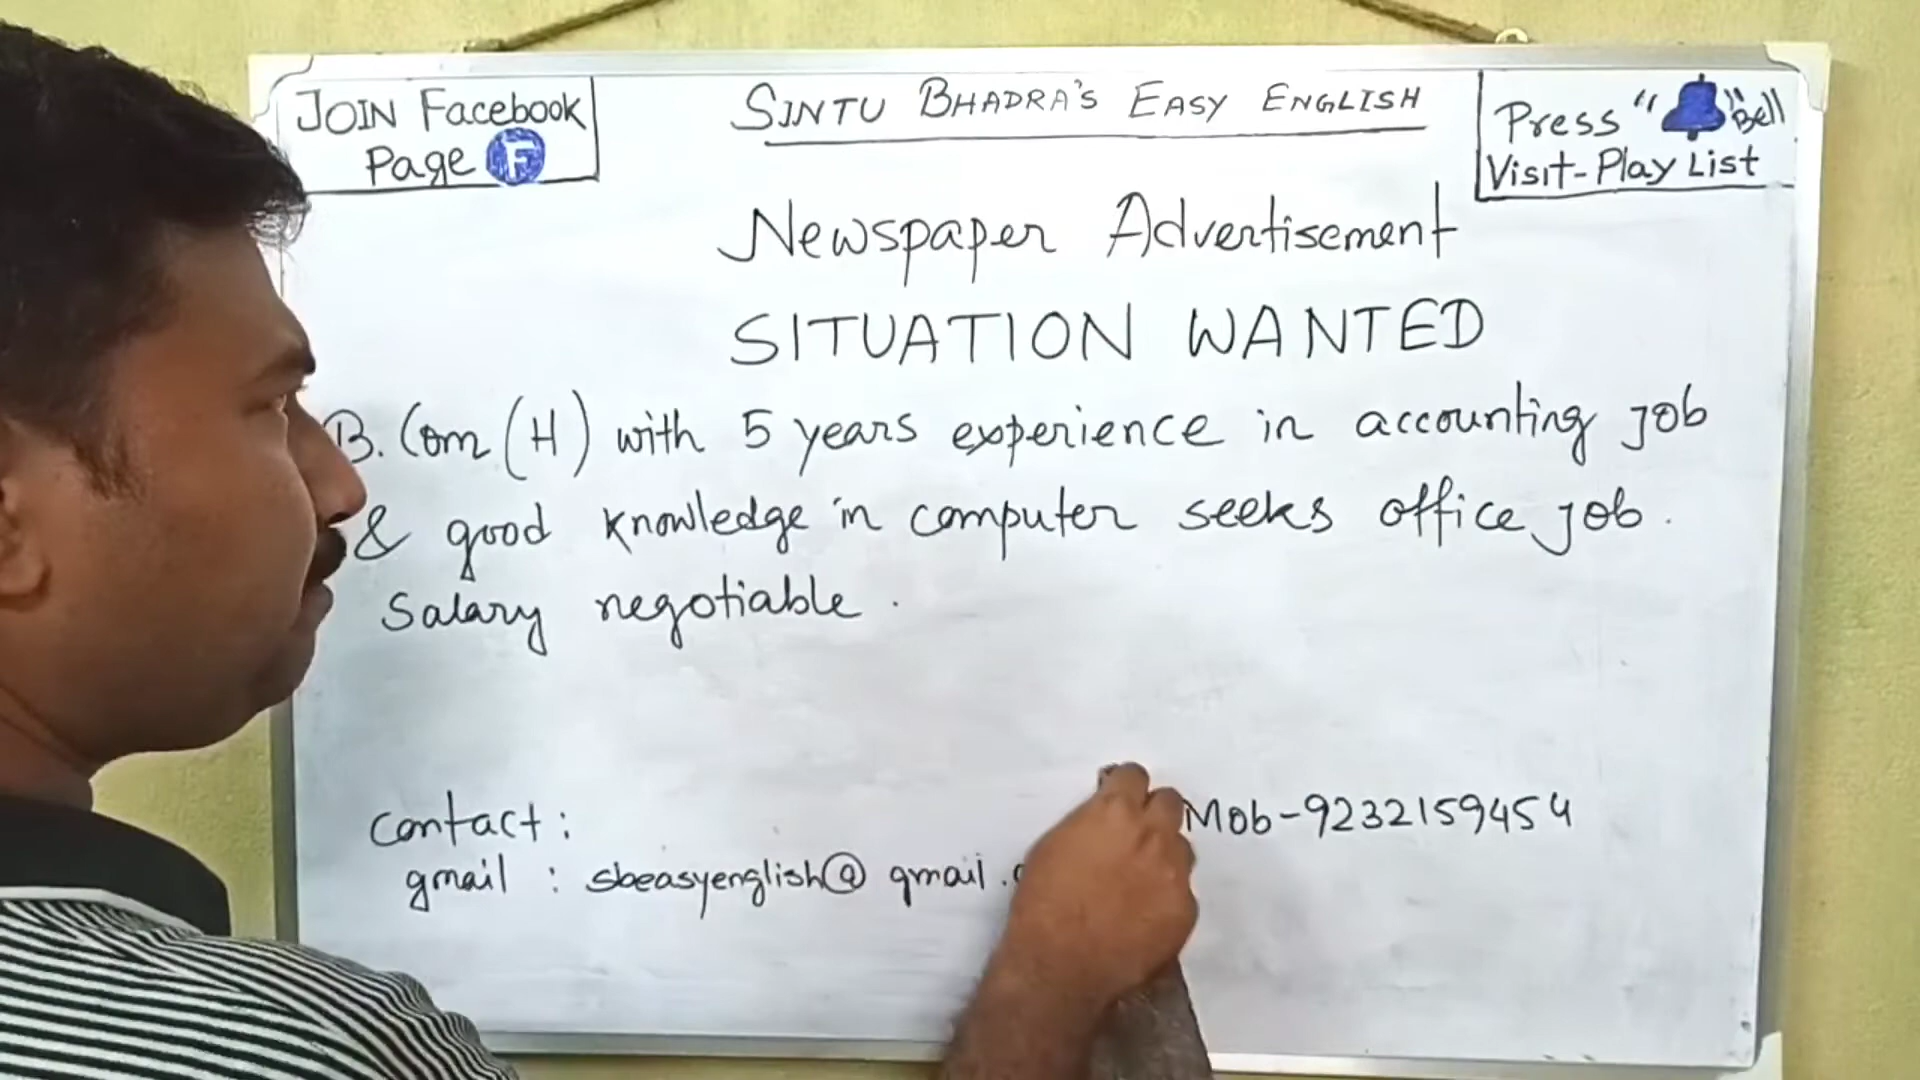 JOIN Facebook
Page F
SINTU BHADRA'S EASY ENGLISH
Press " " Bell
Visit-Play List
Newspaper Advertisement
SITUATION WANTED
B. Com (H) with 5 years experience in accounting job
& good knowledge in computer seeks office job.
Salary negotiable.
Contact: Mob-9232159454
gmail : sbeasyenglish@gmail.